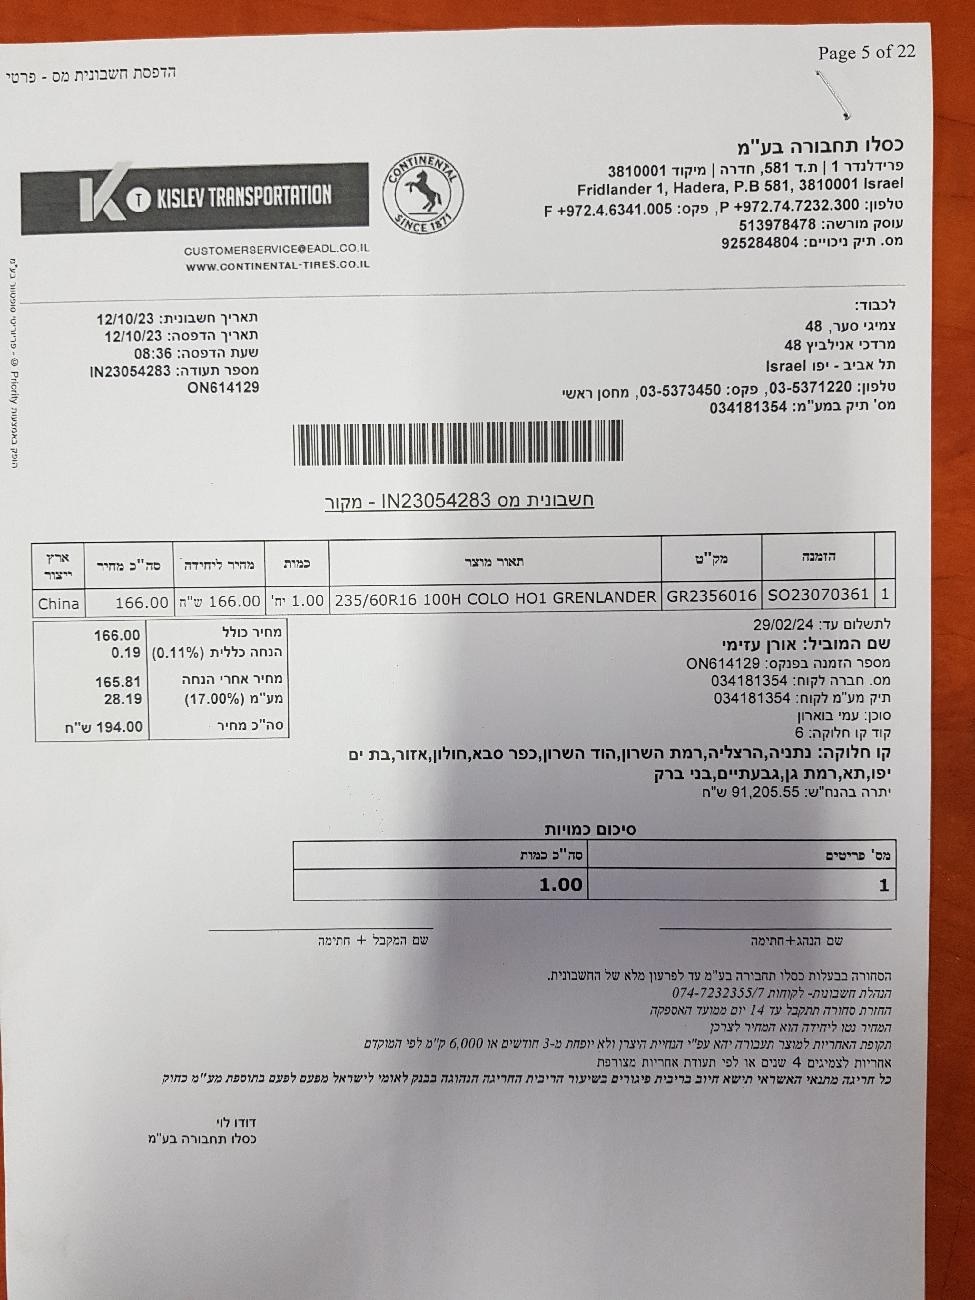 Page 5 of 22
הדפסת חשבונית מס - פרטי
כסלו תחבורה בע"מ
פרידלנדר 1 | ת.ד 581, חדרה | מיקוד 3810001
Fridlander 1, Hadera, P.B 581, 3810001 Israel
טלפון: P +972.74.7232.300, פקס: F +972.4.6341.005
עוסק מורשה: 513978478
מס. תיק ניכויים: 925284804
CONTINENTAL
SINCE 1871
K T KISLEV TRANSPORTATION
CUSTOMERSERVICE@EADL.CO.IL
WWW.CONTINENTAL-TIRES.CO.IL
לכבוד:
צמיגי סער, 48
מרדכי אנילביץ 48
תל אביב - יפו Israel
טלפון: 03-5371220, פקס: 03-5373450, מחסן ראשי
מס' תיק במע"מ: 034181354
תאריך חשבונית: 12/10/23
תאריך הדפסה: 12/10/23
שעת הדפסה: 08:36
מספר תעודה: IN23054283
ON614129
חשבונית מס IN23054283 - מקור
הזמנה מק"ט תאור מוצר כמות מחיר ליחידה סה"כ מחיר ארץ ייצור
1 SO23070361 GR2356016 235/60R16 100H COLO HO1 GRENLANDER 1.00 יח' 166.00 ש"ח 166.00 China
מחיר כולל 166.00
הנחה כללית (0.11%) 0.19
מחיר אחרי הנחה 165.81
מע"מ (17.00%) 28.19
סה"כ מחיר 194.00 ש"ח
לתשלום עד: 29/02/24
שם המוביל: אורן עזימי
מספר הזמנה בפנקס: ON614129
מס. חברה לקוח: 034181354
תיק מע"מ לקוח: 034181354
סוכן: עמי בוארון
קוד קו חלוקה: 6
קו חלוקה: נתניה,הרצליה,רמת השרון,הוד השרון,כפר סבא,חולון,אזור,בת ים
יפו,תא,רמת גן,גבעתיים,בני ברק
יתרה בהנח"ש: 91,205.55 ש"ח
סיכום כמויות
מס' פריטים סה"כ כמות
1 1.00
שם הנהג+חתימה
שם המקבל + חתימה
הסחורה בבעלות כסלו תחבורה בע"מ עד לפרעון מלא של החשבונית.
הנהלת חשבונות- לקוחות 074-7232355/7
החזרת סחורה תתקבל עד 14 יום ממועד האספקה
המחיר נטו ליחידה הוא המחיר לצרכן
תקופת האחריות למוצר תעבורה יהא עפ"י הנחיית היצרן ולא יופחת מ-3 חודשים או 6,000 ק"מ לפי המוקדם
אחריות לצמיגים 4 שנים או לפי תעודת אחריות מצורפת
כל חריגה מתנאי האשראי תישא חיוב בריבית פיגורים בשיעור הריבית החריגה הנהוגה בבנק לאומי לישראל מפעם לפעם בתוספת מע"מ כחוק
דודו לוי
כסלו תחבורה בע"מ